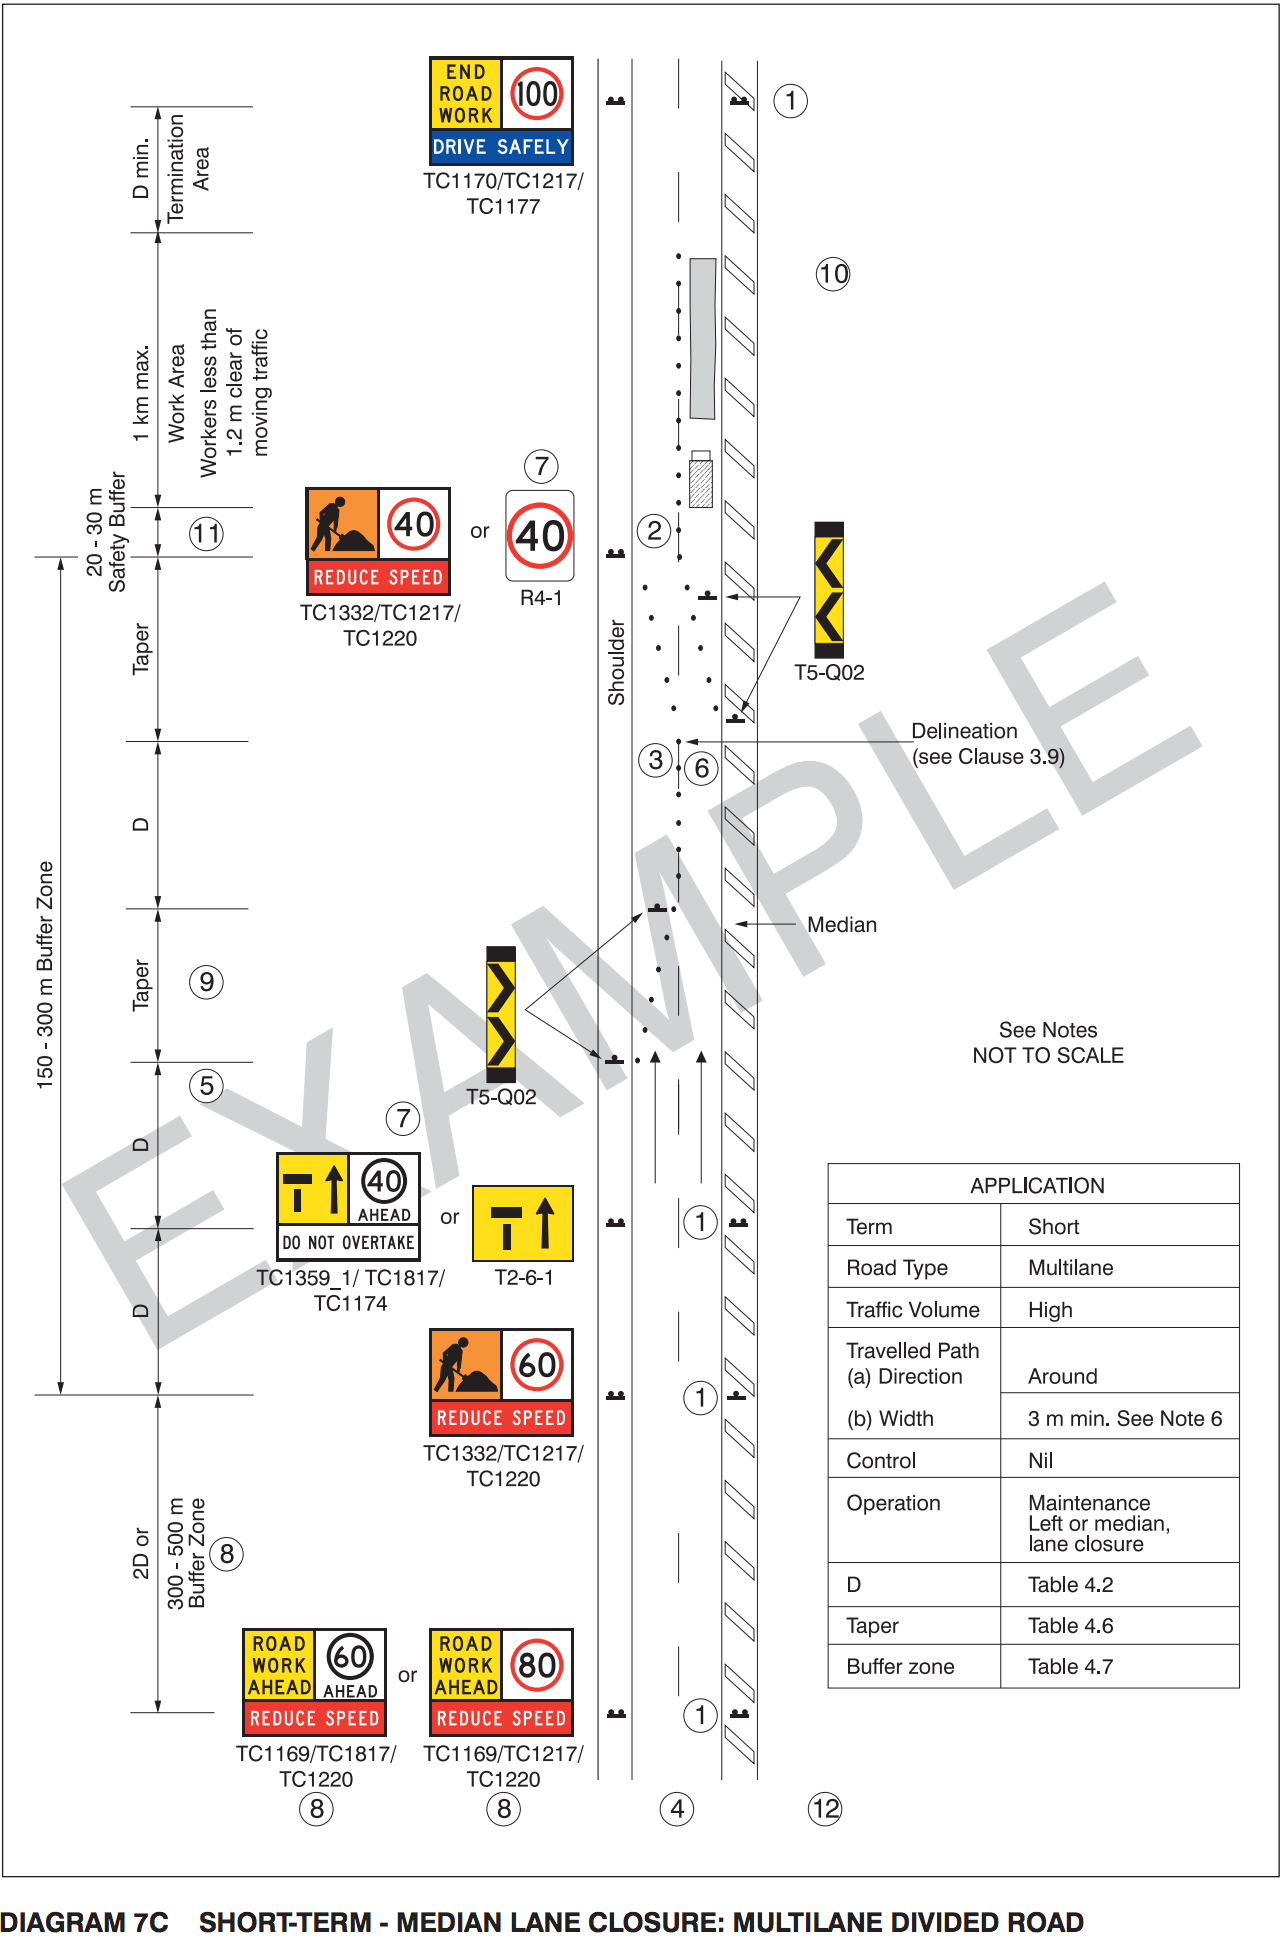 END
ROAD
WORK
100
DRIVE SAFELY
TC1170/TC1217/
TC1177
1
D min.
Termination
Area
10
1 km max.
Work Area
Workers less than
1.2 m clear of
moving traffic
20 - 30 m
Safety Buffer
11
40
REDUCE SPEED
TC1332/TC1217/
TC1220
or
7
40
R4-1
2
T5-Q02
Shoulder
Taper
Delineation
(see Clause 3.9)
3
6
D
150 - 300 m Buffer Zone
Median
Taper
9
T5-Q02
See Notes
NOT TO SCALE
5
D
7
40
AHEAD
DO NOT OVERTAKE
TC1359_1/ TC1817/
TC1174
or
T2-6-1
1
D
60
REDUCE SPEED
TC1332/TC1217/
TC1220
1
EXAMPLE
APPLICATION
Term Short
Road Type Multilane
Traffic Volume High
Travelled Path
(a) Direction Around
(b) Width 3 m min. See Note 6
Control Nil
Operation Maintenance
Left or median,
lane closure
D Table 4.2
Taper Table 4.6
Buffer zone Table 4.7
2D or
300 - 500 m
Buffer Zone
8
ROAD
WORK
AHEAD
60
AHEAD
REDUCE SPEED
TC1169/TC1817/
TC1220
8
or
ROAD
WORK
AHEAD
80
REDUCE SPEED
TC1169/TC1217/
TC1220
8
1
4
12
DIAGRAM 7C SHORT-TERM - MEDIAN LANE CLOSURE: MULTILANE DIVIDED ROAD